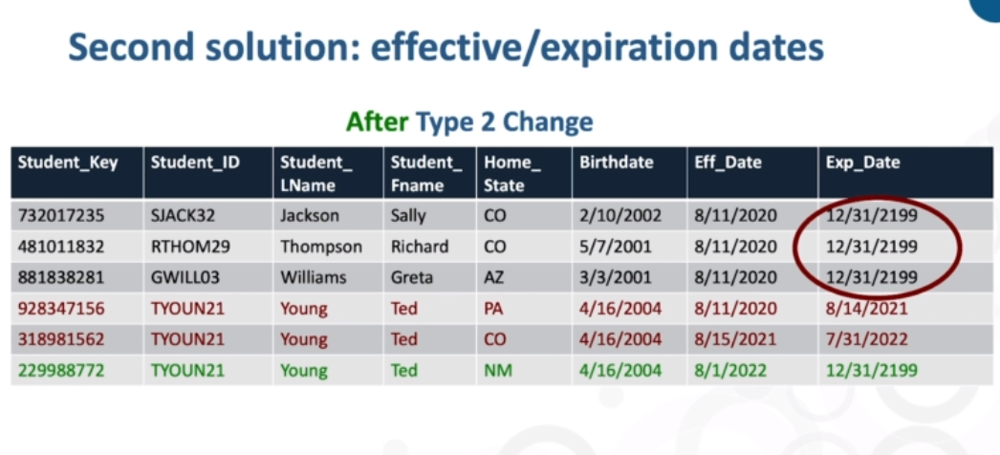 Second solution: effective/expiration dates
After Type 2 Change
Student_Key Student_ID Student_ Student_ Home_ Birthdate Eff_Date Exp_Date
LName Fname State
732017235 SJACK32 Jackson Sally CO 2/10/2002 8/11/2020 12/31/2199
481011832 RTHOM29 Thompson Richard CO 5/7/2001 8/11/2020 12/31/2199
881838281 GWILL03 Williams Greta AZ 3/3/2001 8/11/2020 12/31/2199
928347156 TYOUN21 Young Ted PA 4/16/2004 8/11/2020 8/14/2021
318981562 TYOUN21 Young Ted CO 4/16/2004 8/15/2021 7/31/2022
229988772 TYOUN21 Young Ted NM 4/16/2004 8/1/2022 12/31/2199